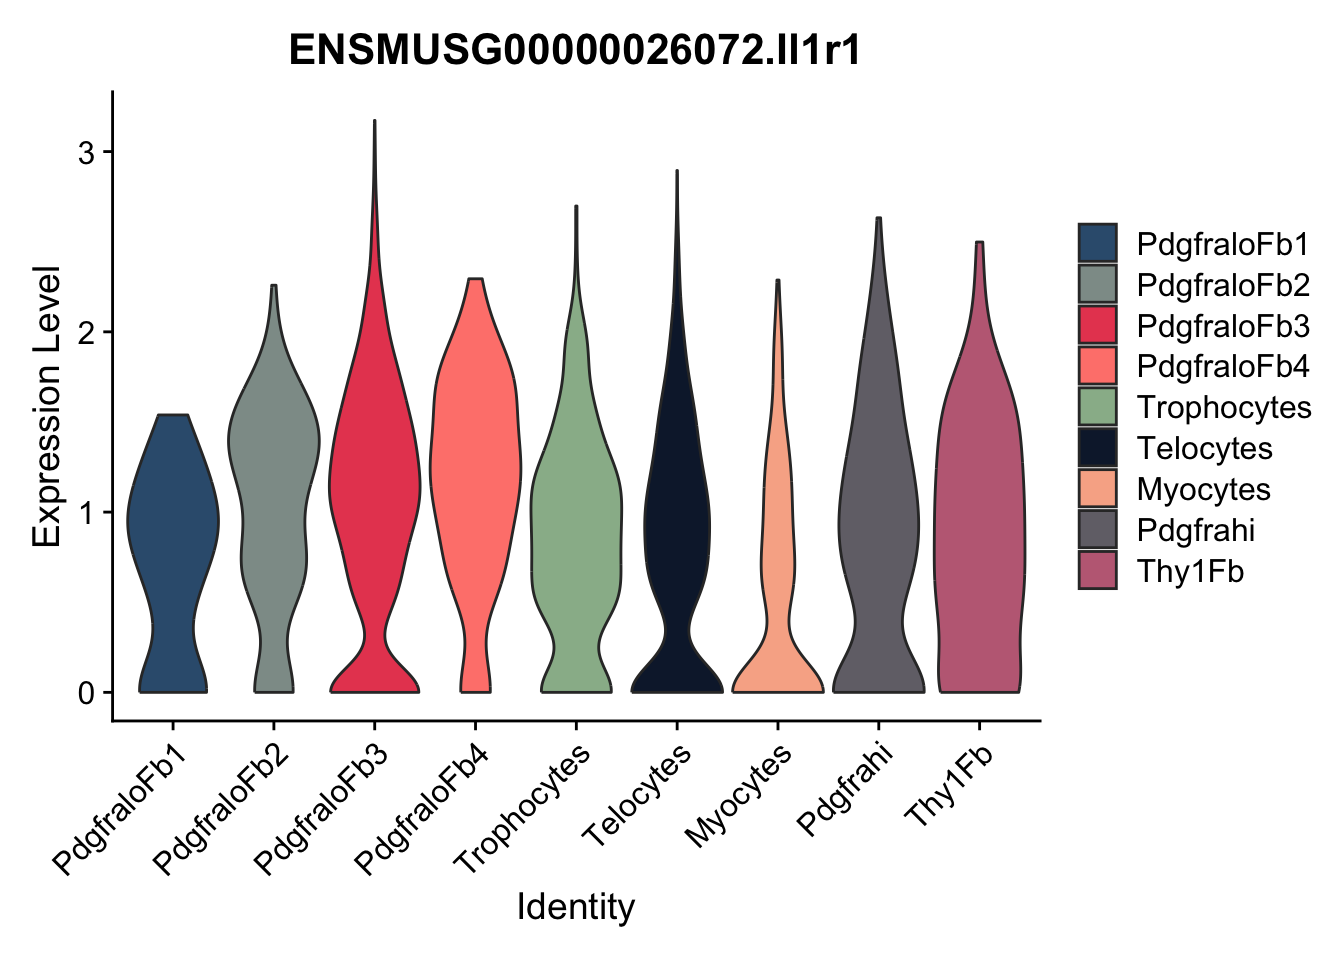 ENSMUSG00000026072.Il1r1
Expression Level
3
2
1
0
PdgfraloFb1
PdgfraloFb2
PdgfraloFb3
PdgfraloFb4
Trophocytes
Telocytes
Myocytes
Pdgfrahi
Thy1Fb
Identity
PdgfraloFb1
PdgfraloFb2
PdgfraloFb3
PdgfraloFb4
Trophocytes
Telocytes
Myocytes
Pdgfrahi
Thy1Fb